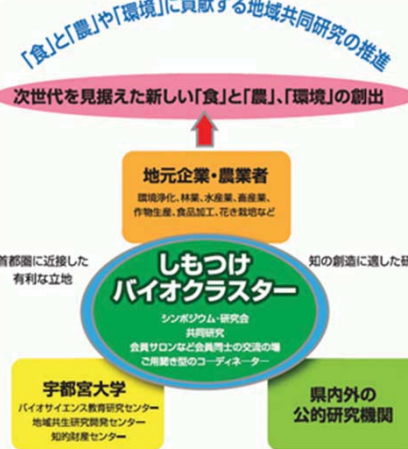 「食」と「農」や「環境」に貢献する地域共同研究の推進
次世代を見据えた新しい「食」と「農」、「環境」の創出
地元企業・農業者
環境浄化、林業、水産業、畜産業、
作物生産、食品加工、花き栽培など
首都圏に近接した
有利な立地
知の創造に適した研
しもつけ
バイオクラスター
シンポジウム・研究会
共同研究
会員サロンなど会員同士の交流の場
ご用聞き型のコーディネーター
宇都宮大学
バイオサイエンス教育研究センター
地域共生研究開発センター
知的財産センター
県内外の
公的研究機関